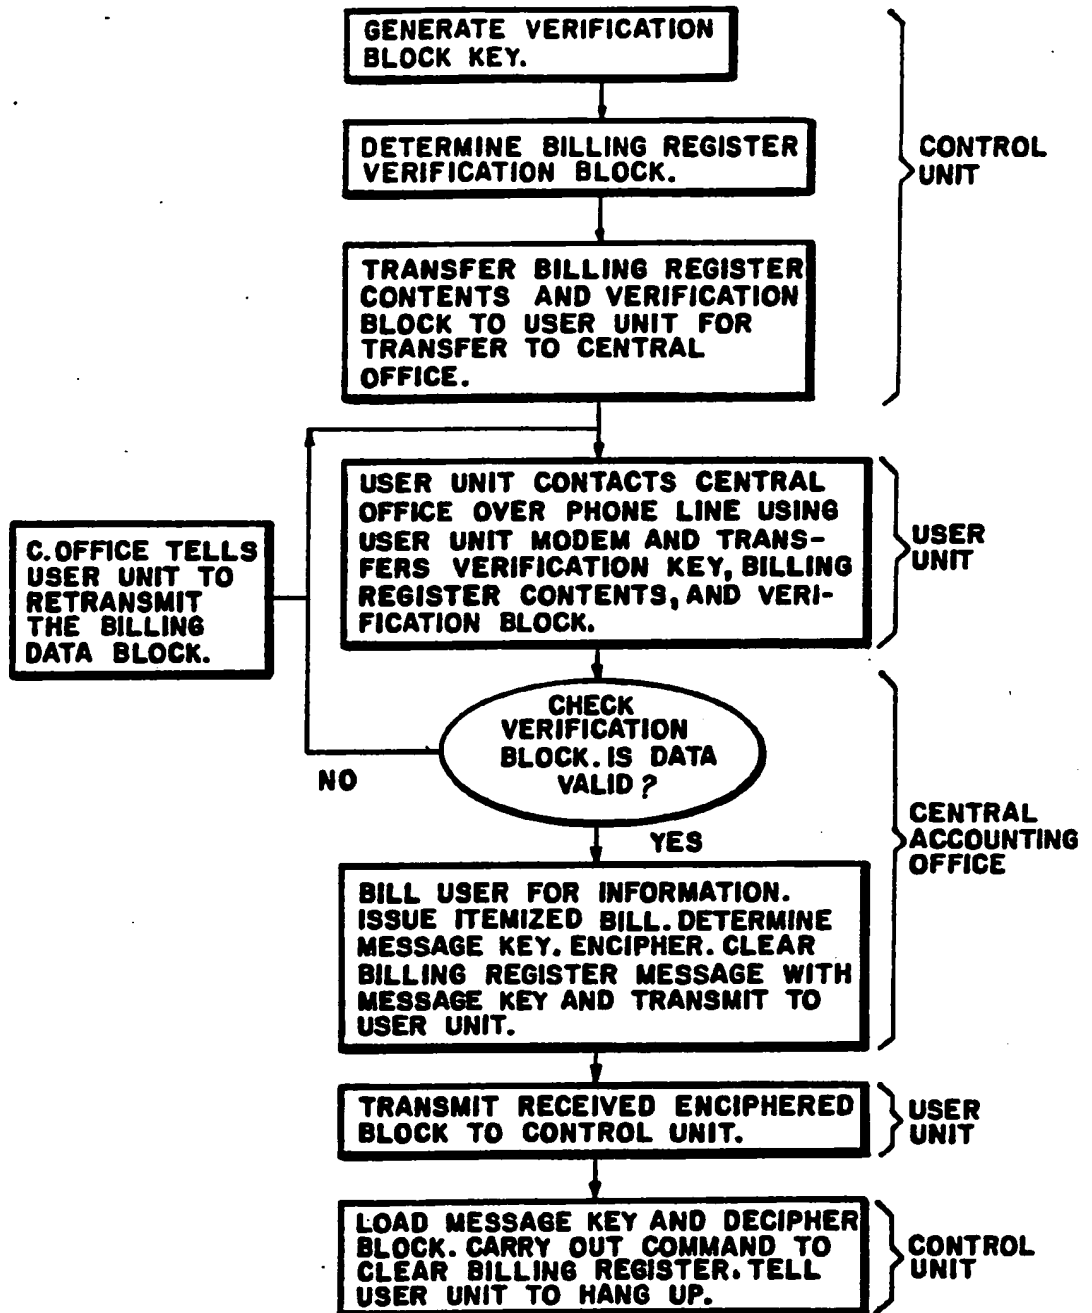 GENERATE VERIFICATION
BLOCK KEY.
DETERMINE BILLING REGISTER
VERIFICATION BLOCK.
TRANSFER BILLING REGISTER
CONTENTS AND VERIFICATION
BLOCK TO USER UNIT FOR
TRANSFER TO CENTRAL
OFFICE.
CONTROL
UNIT
USER UNIT CONTACTS CENTRAL
OFFICE OVER PHONE LINE USING
USER UNIT MODEM AND TRANS-
FERS VERIFICATION KEY, BILLING
REGISTER CONTENTS, AND VERI-
FICATION BLOCK.
USER
UNIT
C. OFFICE TELLS
USER UNIT TO
RETRANSMIT
THE BILLING
DATA BLOCK.
CHECK
VERIFICATION
BLOCK. IS DATA
VALID?
NO
YES
BILL USER FOR INFORMATION.
ISSUE ITEMIZED BILL. DETERMINE
MESSAGE KEY. ENCIPHER. CLEAR
BILLING REGISTER MESSAGE WITH
MESSAGE KEY AND TRANSMIT TO
USER UNIT.
CENTRAL
ACCOUNTING
OFFICE
TRANSMIT RECEIVED ENCIPHERED
BLOCK TO CONTROL UNIT.
USER
UNIT
LOAD MESSAGE KEY AND DECIPHER
BLOCK. CARRY OUT COMMAND TO
CLEAR BILLING REGISTER. TELL
USER UNIT TO HANG UP.
CONTROL
UNIT